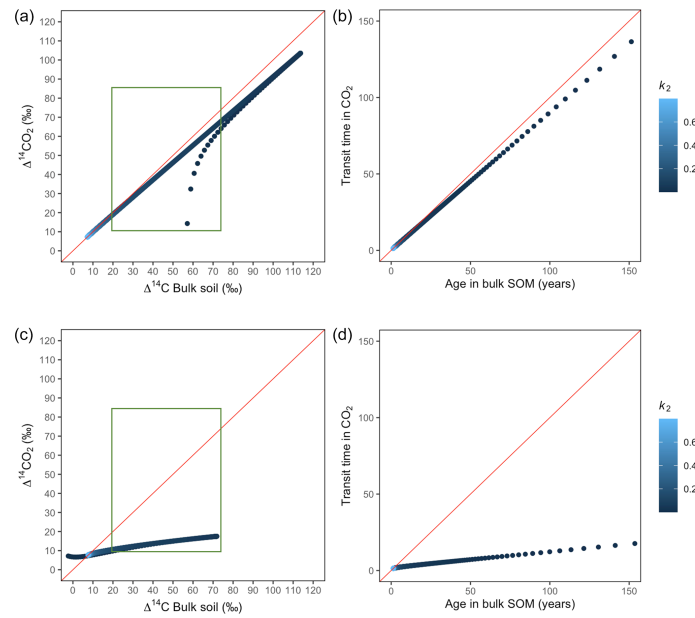 (a)
120
110
100
90
80
70
60
50
40
30
20
10
0
Δ¹⁴CO₂ (‰)
0 10 20 30 40 50 60 70 80 90 100 110 120
Δ¹⁴C Bulk soil (‰)
(b)
150
100
50
0
Transit time in CO₂
0 50 100 150
Age in bulk SOM (years)
k₂
0.6
0.4
0.2
(c)
120
110
100
90
80
70
60
50
40
30
20
10
0
Δ¹⁴CO₂ (‰)
0 10 20 30 40 50 60 70 80 90 100 110 120
Δ¹⁴C Bulk soil (‰)
(d)
150
100
50
0
Transit time in CO₂
0 50 100 150
Age in bulk SOM (years)
k₂
0.6
0.4
0.2